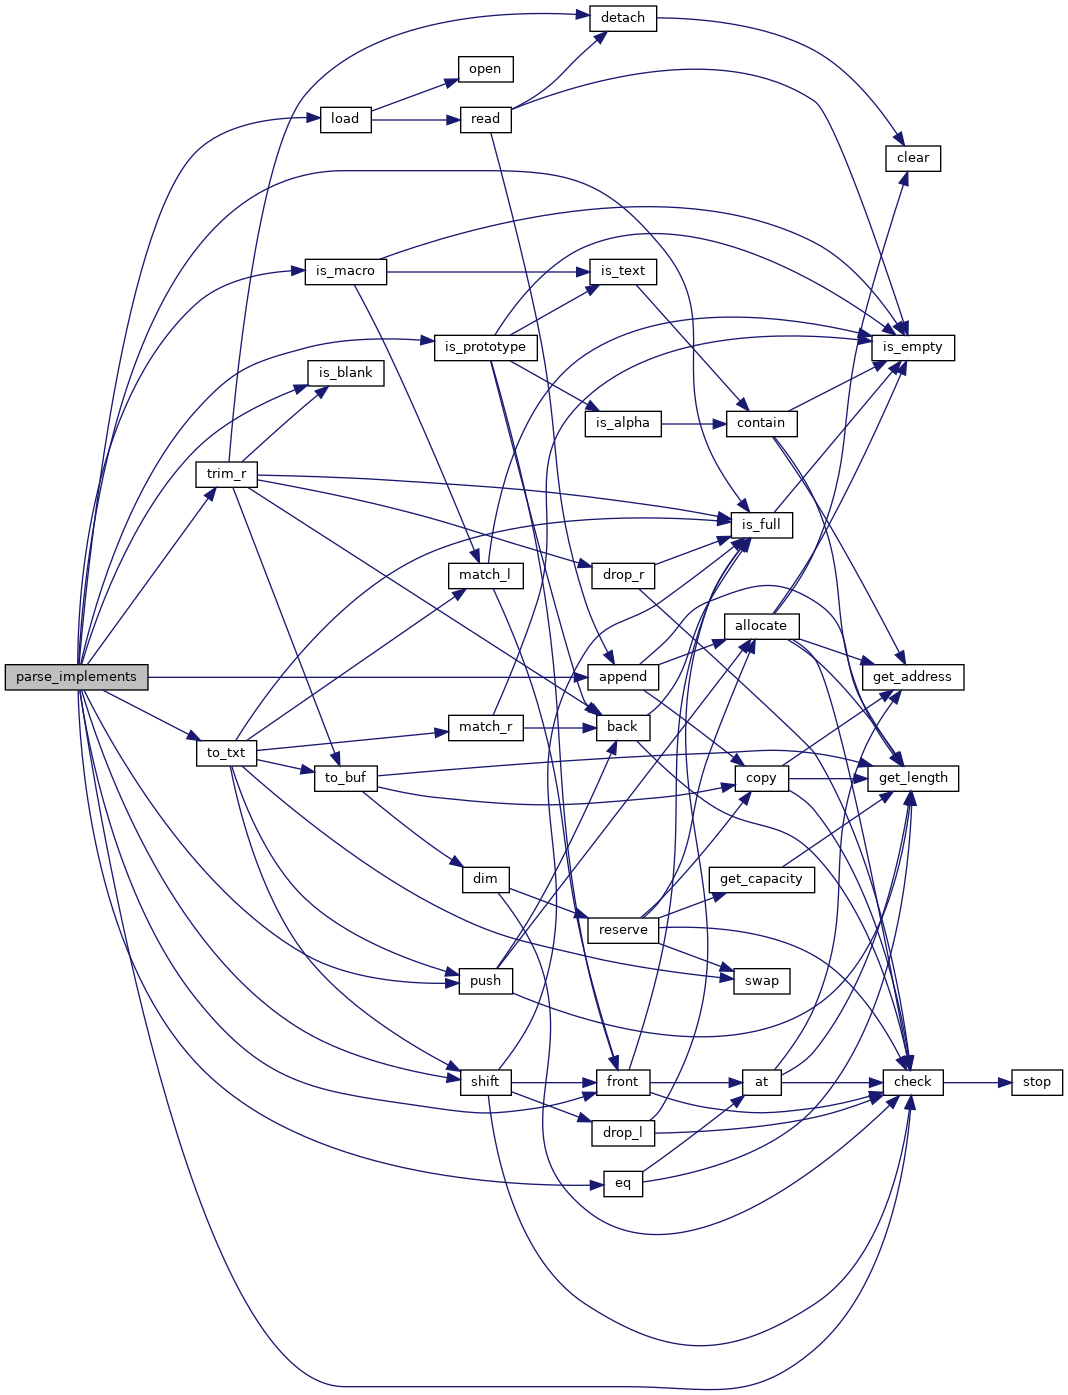 detach
open
load
read
clear
is_macro
is_text
is_prototype
is_empty
is_blank
is_alpha
contain
trim_r
is_full
match_l
drop_r
allocate
parse_implements
append
get_address
match_r
back
to_txt
to_buf
copy
get_length
dim
get_capacity
reserve
push
swap
shift
front
at
check
stop
drop_l
eq